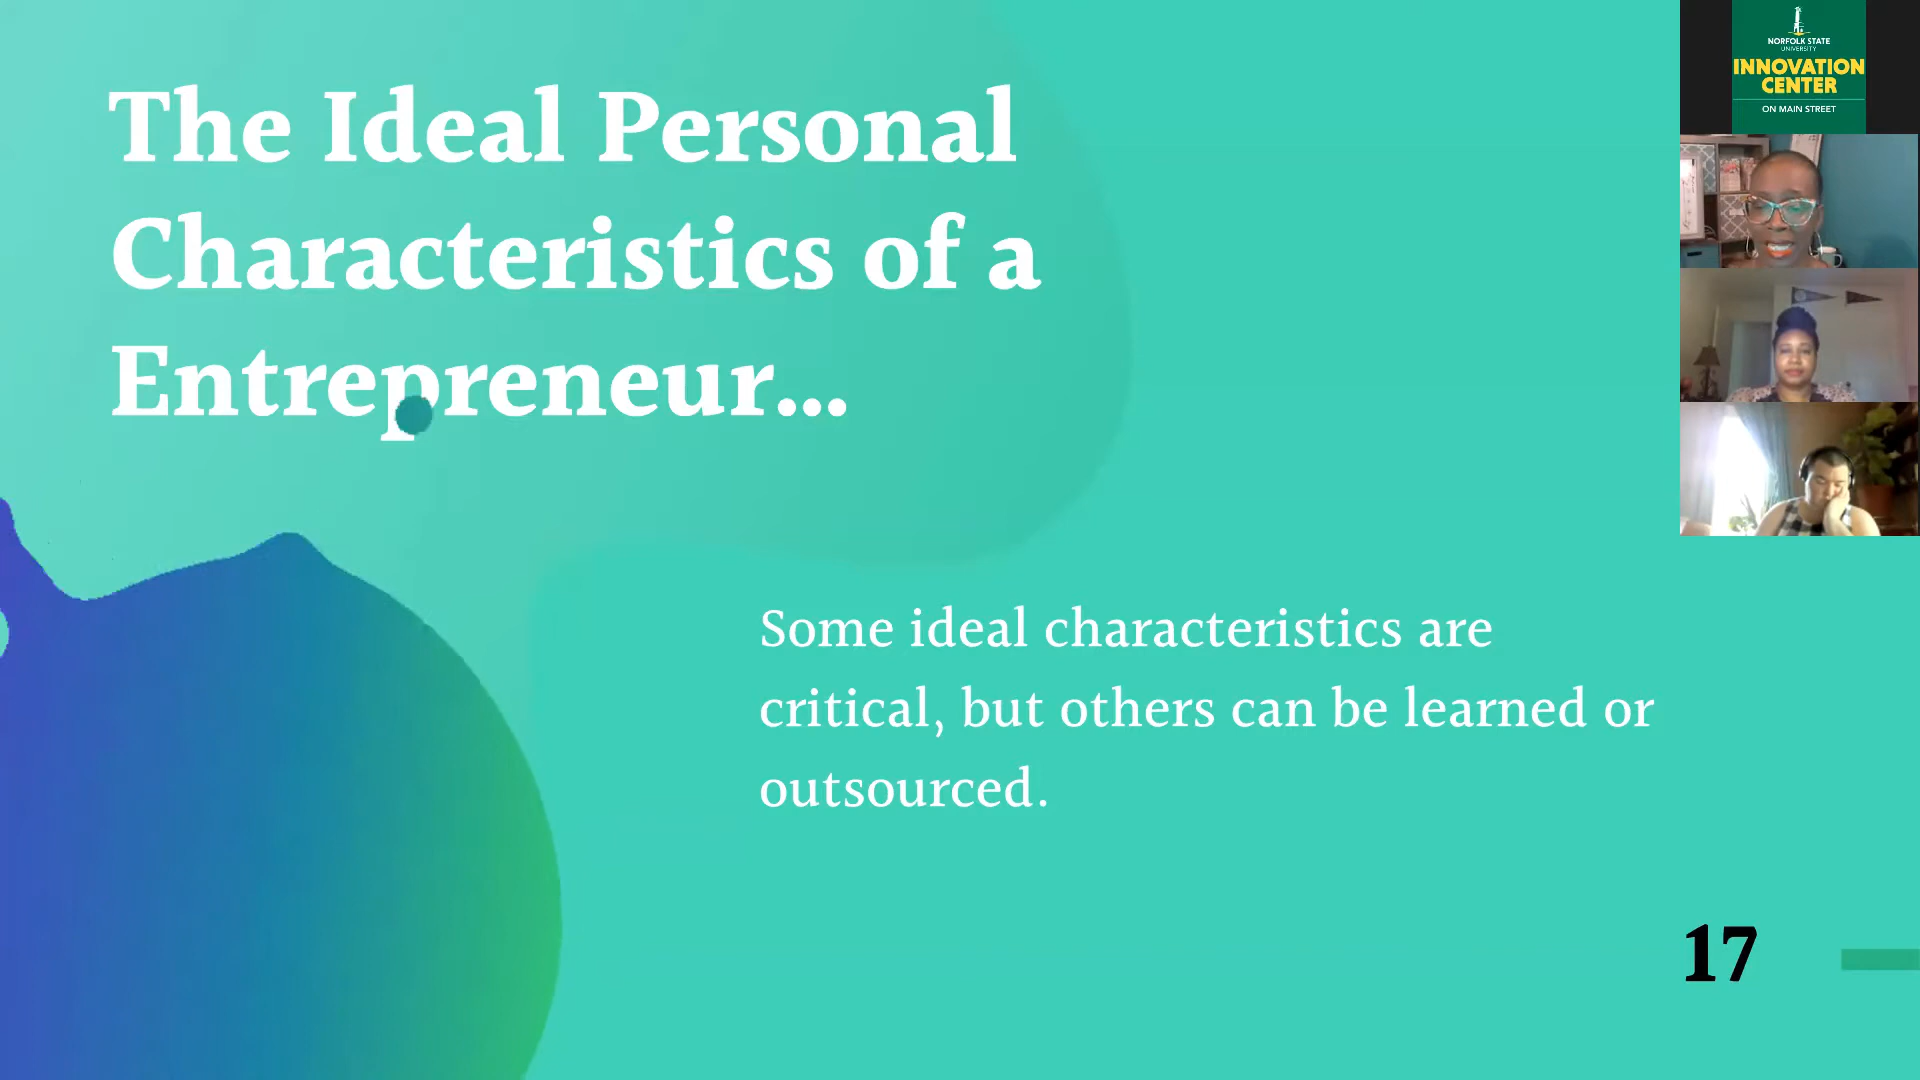 The Ideal Personal
Characteristics of a
Entrepreneur...
Some ideal characteristics are
critical, but others can be learned or
outsourced.
17
NORFOLK STATE
UNIVERSITY
INNOVATION
CENTER
ON MAIN STREET